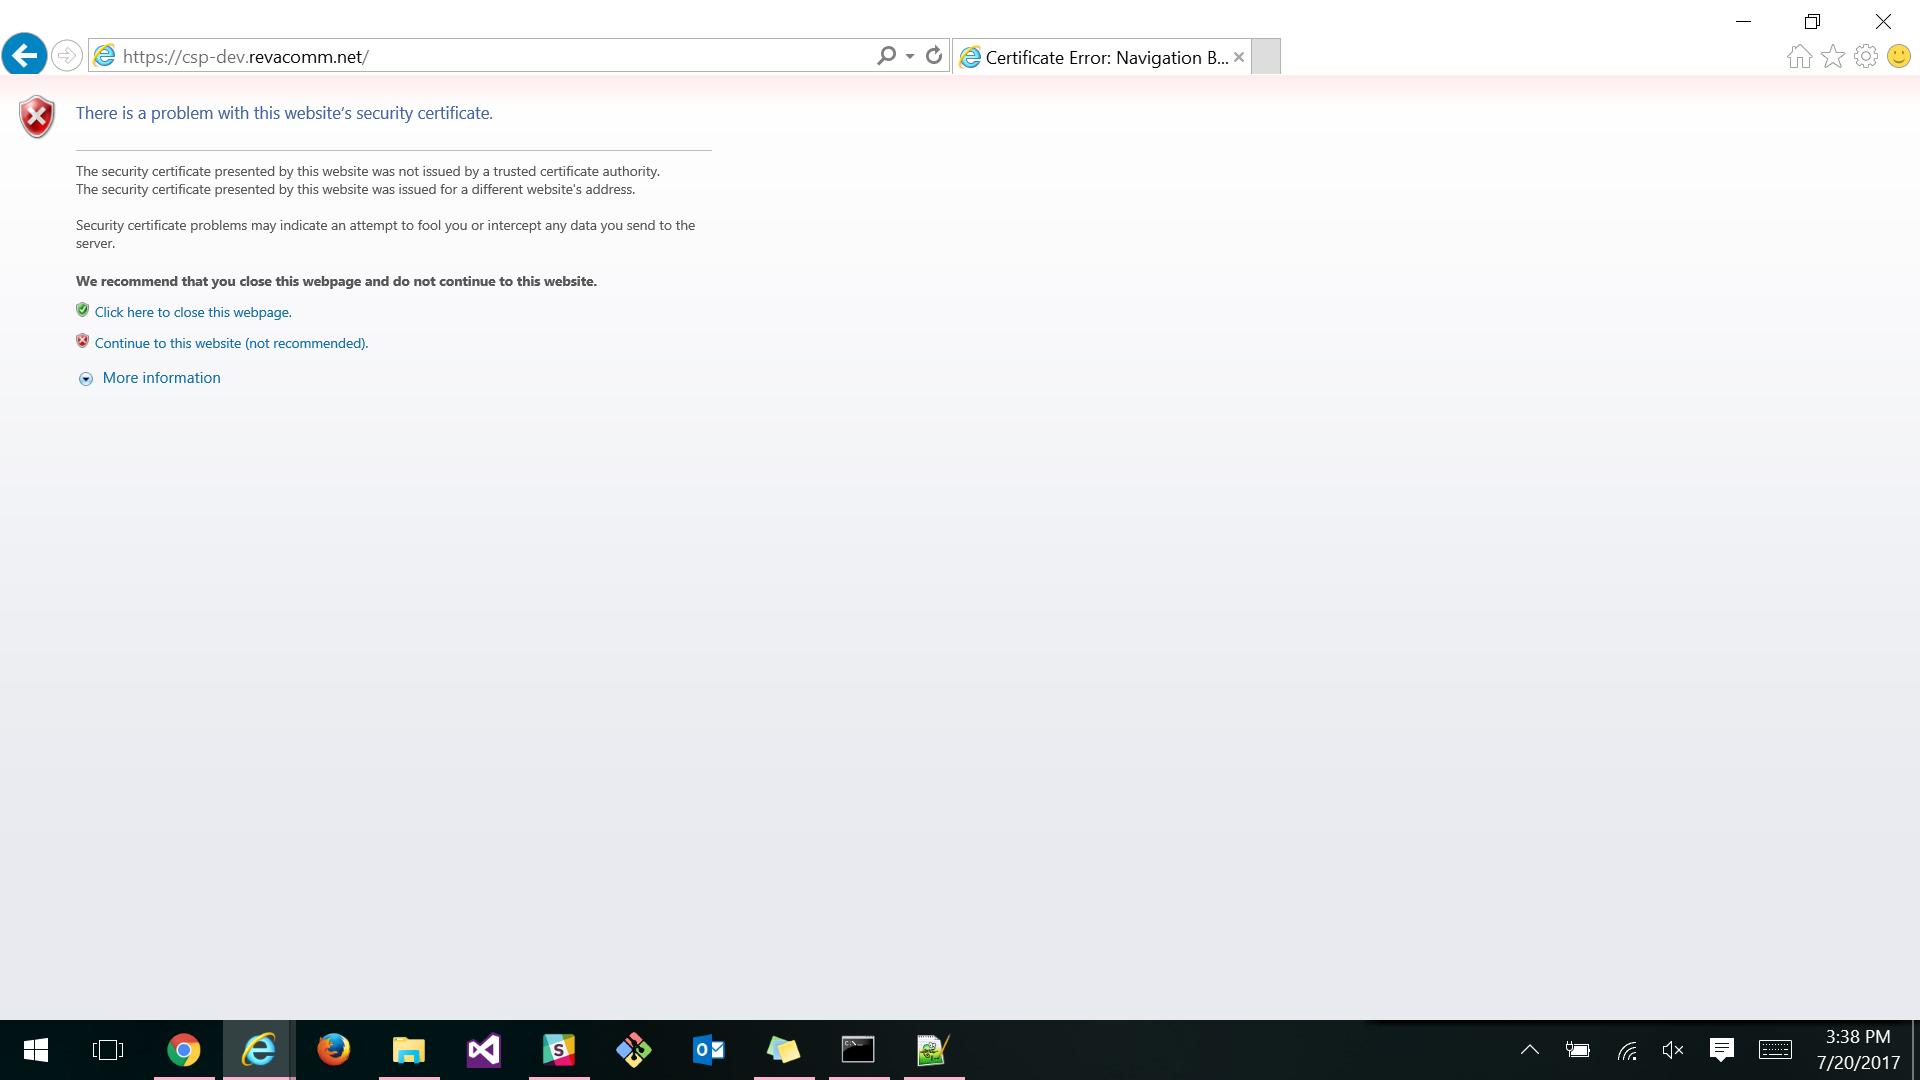 https://csp-dev.revacomm.net/
Certificate Error: Navigation B...
There is a problem with this website's security certificate.
The security certificate presented by this website was not issued by a trusted certificate authority.
The security certificate presented by this website was issued for a different website's address.
Security certificate problems may indicate an attempt to fool you or intercept any data you send to the
server.
We recommend that you close this webpage and do not continue to this website.
Click here to close this webpage.
Continue to this website (not recommended).
More information
3:38 PM
7/20/2017